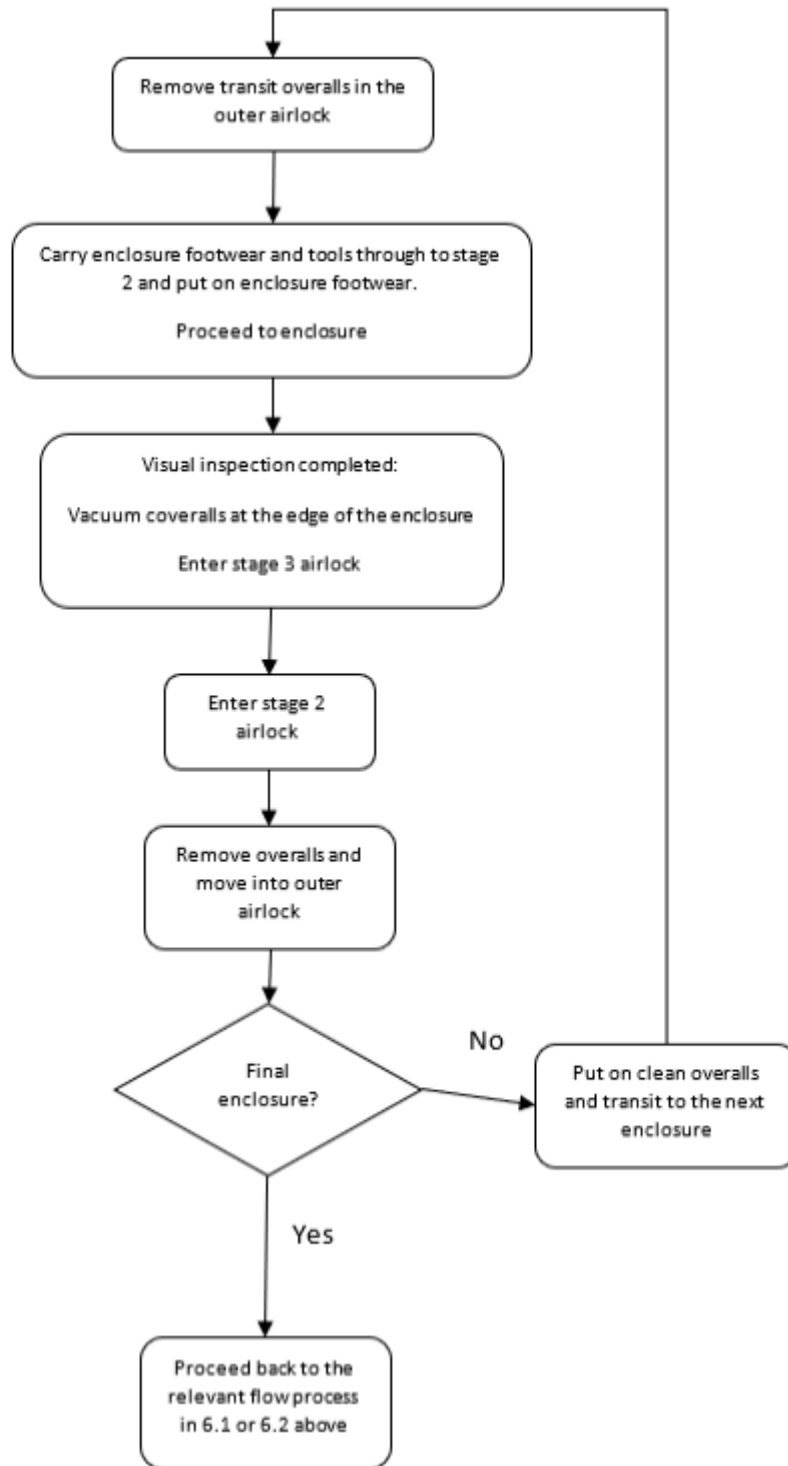 Remove transit overalls in the
outer airlock
Carry enclosure footwear and tools through to stage
2 and put on enclosure footwear.
Proceed to enclosure
Visual inspection completed:
Vacuum coveralls at the edge of the enclosure
Enter stage 3 airlock
Enter stage 2
airlock
Remove overalls and
move into outer
airlock
Final
enclosure?
No
Put on clean overalls
and transit to the next
enclosure
Yes
Proceed back to the
relevant flow process
in 6.1 or 6.2 above